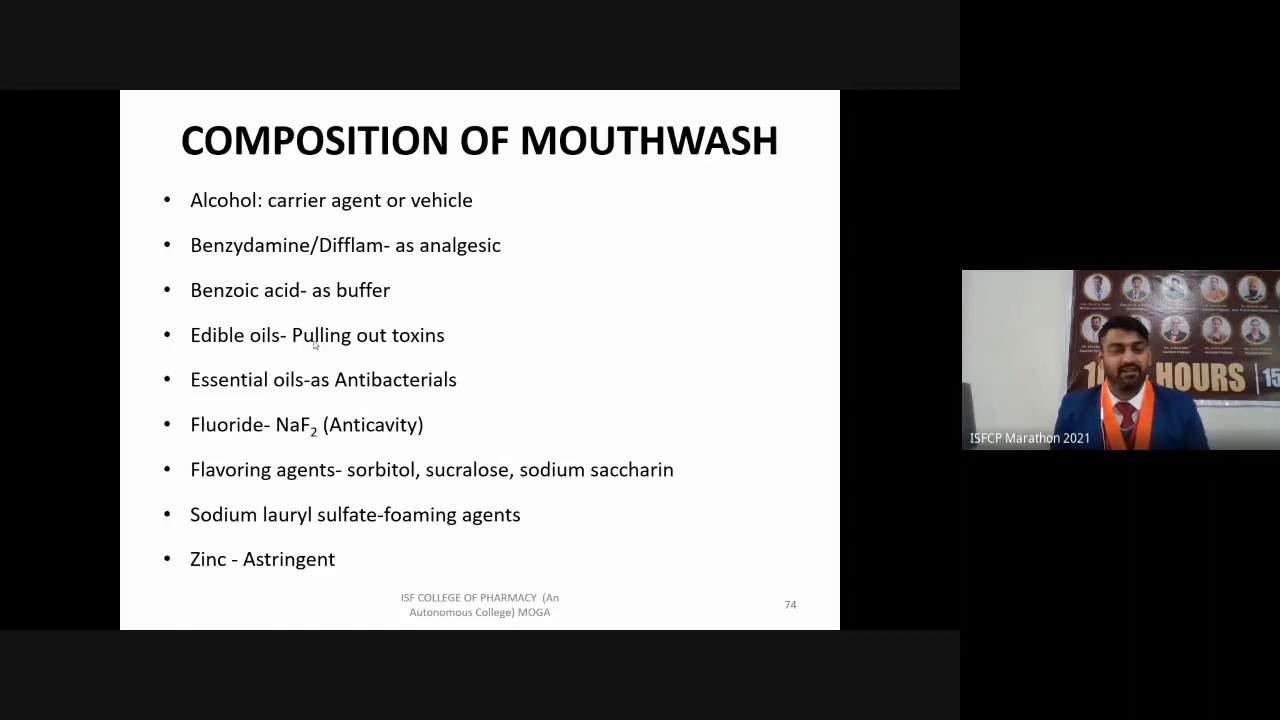 COMPOSITION OF MOUTHWASH
• Alcohol: carrier agent or vehicle
• Benzydamine/Difflam- as analgesic
• Benzoic acid- as buffer
• Edible oils- Pulling out toxins
• Essential oils-as Antibacterials
• Fluoride- NaF₂ (Anticavity)
• Flavoring agents- sorbitol, sucralose, sodium saccharin
• Sodium lauryl sulfate-foaming agents
• Zinc - Astringent
ISF COLLEGE OF PHARMACY (An
Autonomous College) MOGA
74
HOURS
15
ISFCP Marathon 2021